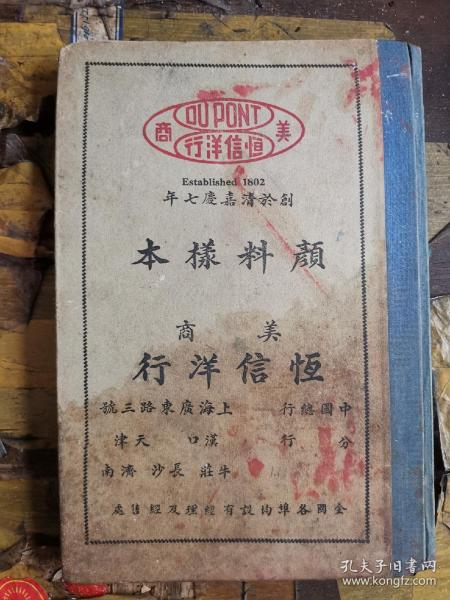 DU PONT
美商
恆信洋行
Established 1802
創於清嘉慶七年
顏料樣本
美商
恆信洋行
中國總行 上海廣東路三號
分行 漢口 天津
牛莊 長沙 濟南
全國各埠均設有經理及經售處
孔夫子旧书网
www.kongfz.com